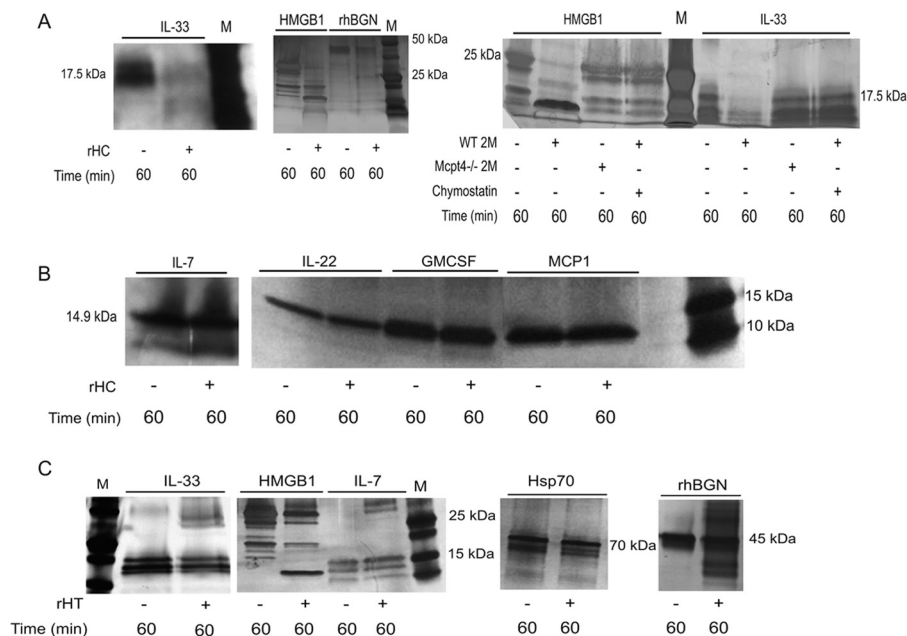 A
IL-33 M
17.5 kDa
rHC - +
Time (min) 60 60
HMGB1 rhBGN M
50 kDa
25 kDa
- + - +
60 60 60 60
HMGB1 M IL-33
25 kDa
17.5 kDa
WT 2M - + - + - + - +
Mcpt4-/- 2M - - + - - - + -
Chymostatin - - - + - - - +
Time (min) 60 60 60 60 60 60 60 60
B
IL-7
14.9 kDa
IL-22 GMCSF MCP1
15 kDa
10 kDa
rHC - + - + - + - +
Time (min) 60 60 60 60 60 60 60 60
C
M IL-33 HMGB1 IL-7 M
25 kDa
15 kDa
Hsp70
70 kDa
rhBGN
45 kDa
rHT - + - + - + - + - +
Time (min) 60 60 60 60 60 60 60 60 60 60